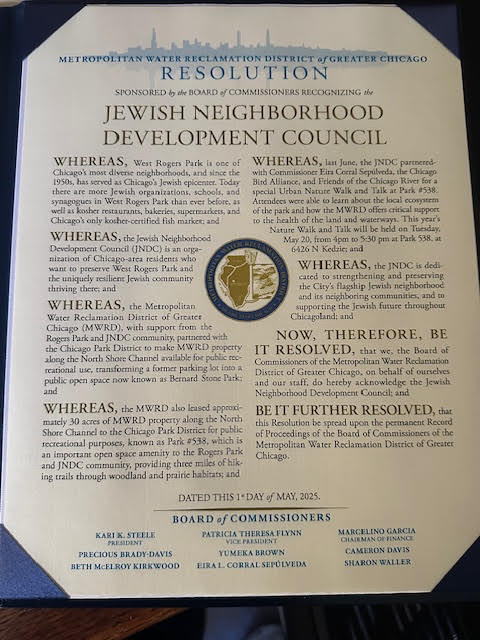 METROPOLITAN WATER RECLAMATION DISTRICT of GREATER CHICAGO
RESOLUTION
SPONSORED by the BOARD of COMMISSIONERS RECOGNIZING the
JEWISH NEIGHBORHOOD
DEVELOPMENT COUNCIL
WHEREAS, West Rogers Park is one of
Chicago's most diverse neighborhoods, and since
the 1950s, has served as Chicago's Jewish epicenter. Today
there are more Jewish organizations, schools, and
synagogues in West Rogers Park than ever before, as
well as kosher restaurants, bakeries, supermarkets, and
Chicago's only kosher-certified fish market; and
WHEREAS, the Jewish Neighborhood
Development Council (JNDC) is an orga-
nization of Chicago-area residents who
want to preserve West Rogers Park and
the uniquely resilient Jewish community
thriving there; and
WHEREAS, the Metropolitan
Water Reclamation District of Greater
Chicago (MWRD), with support from the
Rogers Park and JNDC community, partnered with
the Chicago Park District to make MWRD property
along the North Shore Channel available for public rec-
reational use, transforming a former parking lot into a
public open space now known as Bernard Stone Park;
and
WHEREAS, the MWRD also leased approxi-
mately 30 acres of MWRD property along the North
Shore Channel to the Chicago Park District for public
recreational purposes, known as Park #538, which is
an important open space amenity to the Rogers Park
and JNDC community, providing three miles of hik-
ing trails through woodland and prairie habitats; and
WHEREAS, last June, the JNDC partnered-
with Commissioner Eira Corral Sepúlveda, the Chicago
Bird Alliance, and Friends of the Chicago River for a
special Urban Nature Walk and Talk at Park #538.
Attendees were able to learn about the local ecosystem
of the park and how the MWRD offers critical support
to the health of the land and waterways. This year's
Nature Walk and Talk will be held on Tuesday,
May 20, from 4pm to 5:30 pm at Park 538, at
6426 N Kedzie; and
WHEREAS, the JNDC is dedi-
cated to strengthening and preserving
the City's flagship Jewish neighborhood
and its neighboring communities, and to
supporting the Jewish future throughout
Chicagoland; and
NOW, THEREFORE, BE
IT RESOLVED, that we, the Board of
Commissioners of the Metropolitan Water Reclamation
District of Greater Chicago, on behalf of ourselves
and our staff, do hereby acknowledge the Jewish
Neighborhood Development Council; and
BE IT FURTHER RESOLVED, that
this Resolution be spread upon the permanent Record
of Proceedings of the Board of Commissioners of the
Metropolitan Water Reclamation District of Greater
Chicago.
DATED THIS 1st DAY of MAY, 2025.
BOARD of COMMISSIONERS
KARI K. STEELE
PRESIDENT
PRECIOUS BRADY-DAVIS
BETH McELROY KIRKWOOD
PATRICIA THERESA FLYNN
VICE PRESIDENT
YUMEKA BROWN
EIRA L. CORRAL SEPÚLVEDA
MARCELINO GARCIA
CHAIRMAN OF FINANCE
CAMERON DAVIS
SHARON WALLER